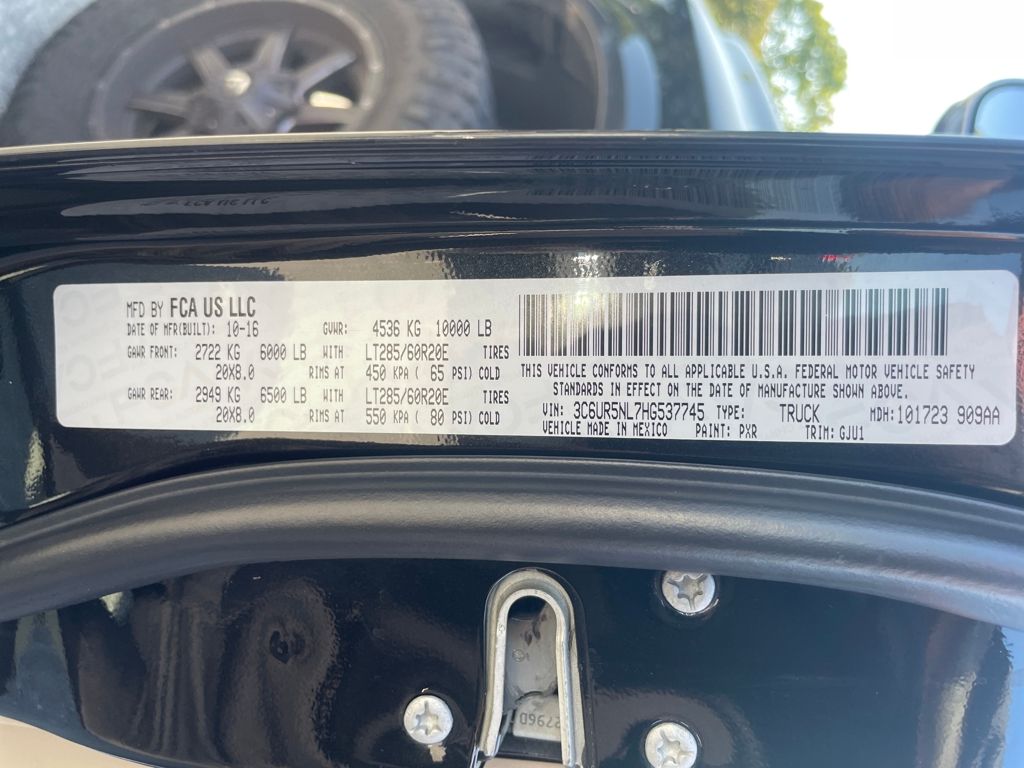 MFD BY FCA US LLC
DATE OF MFR(BUILT): 10-16 GVWR: 4536 KG 10000 LB
GAWR FRONT: 2722 KG 6000 LB WITH LT285/60R20E TIRES
20X8.0 RIMS AT 450 KPA ( 65 PSI) COLD
GAWR REAR: 2949 KG 6500 LB WITH LT285/60R20E TIRES
20X8.0 RIMS AT 550 KPA ( 80 PSI) COLD
THIS VEHICLE CONFORMS TO ALL APPLICABLE U.S.A. FEDERAL MOTOR VEHICLE SAFETY
STANDARDS IN EFFECT ON THE DATE OF MANUFACTURE SHOWN ABOVE.
VIN: 3C6UR5NL7HG537745 TYPE: TRUCK MDH: 101723 909AA
VEHICLE MADE IN MEXICO PAINT: PXR TRIM: GJU1